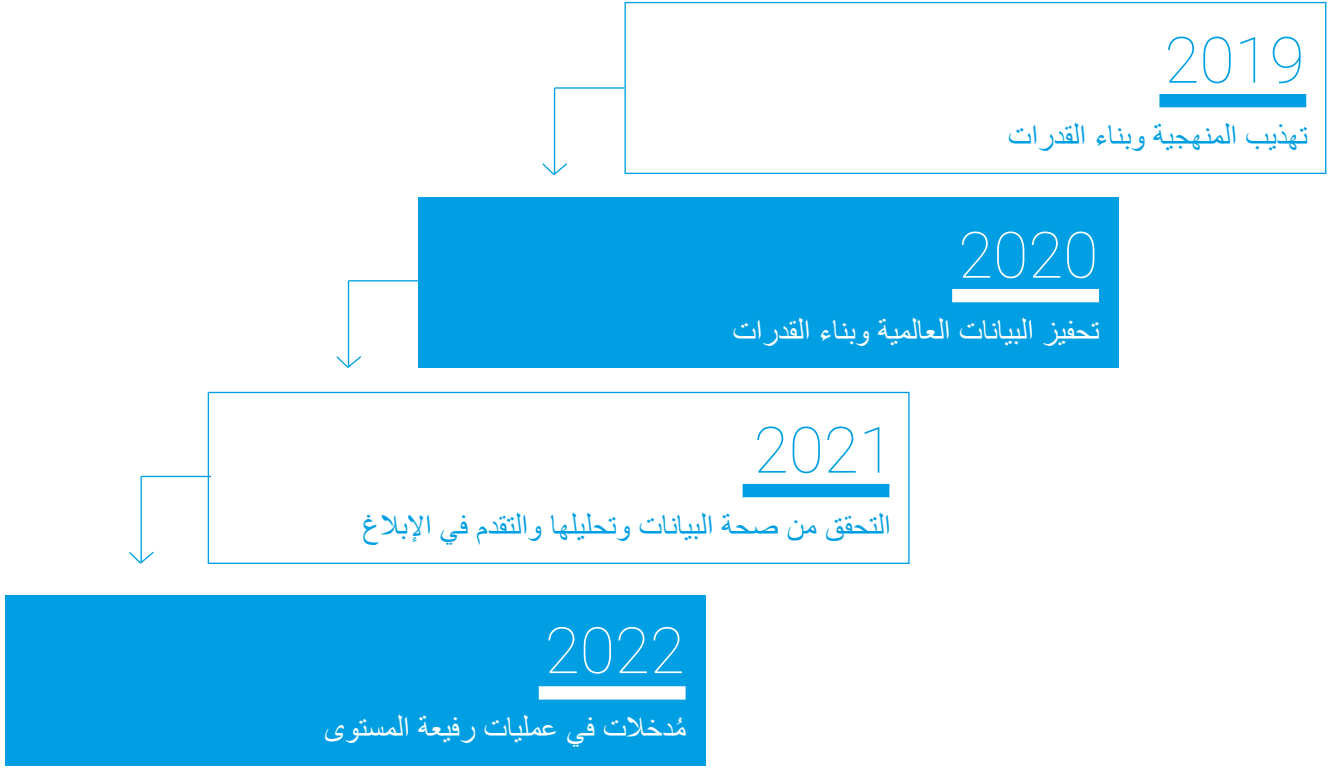 2019
تهذيب المنهجية وبناء القدرات
2020
تحفيز البيانات العالمية وبناء القدرات
2021
التحقق من صحة البيانات وتحليلها والتقدم في الإبلاغ
2022
مُدخلات في عمليات رفيعة المستوى